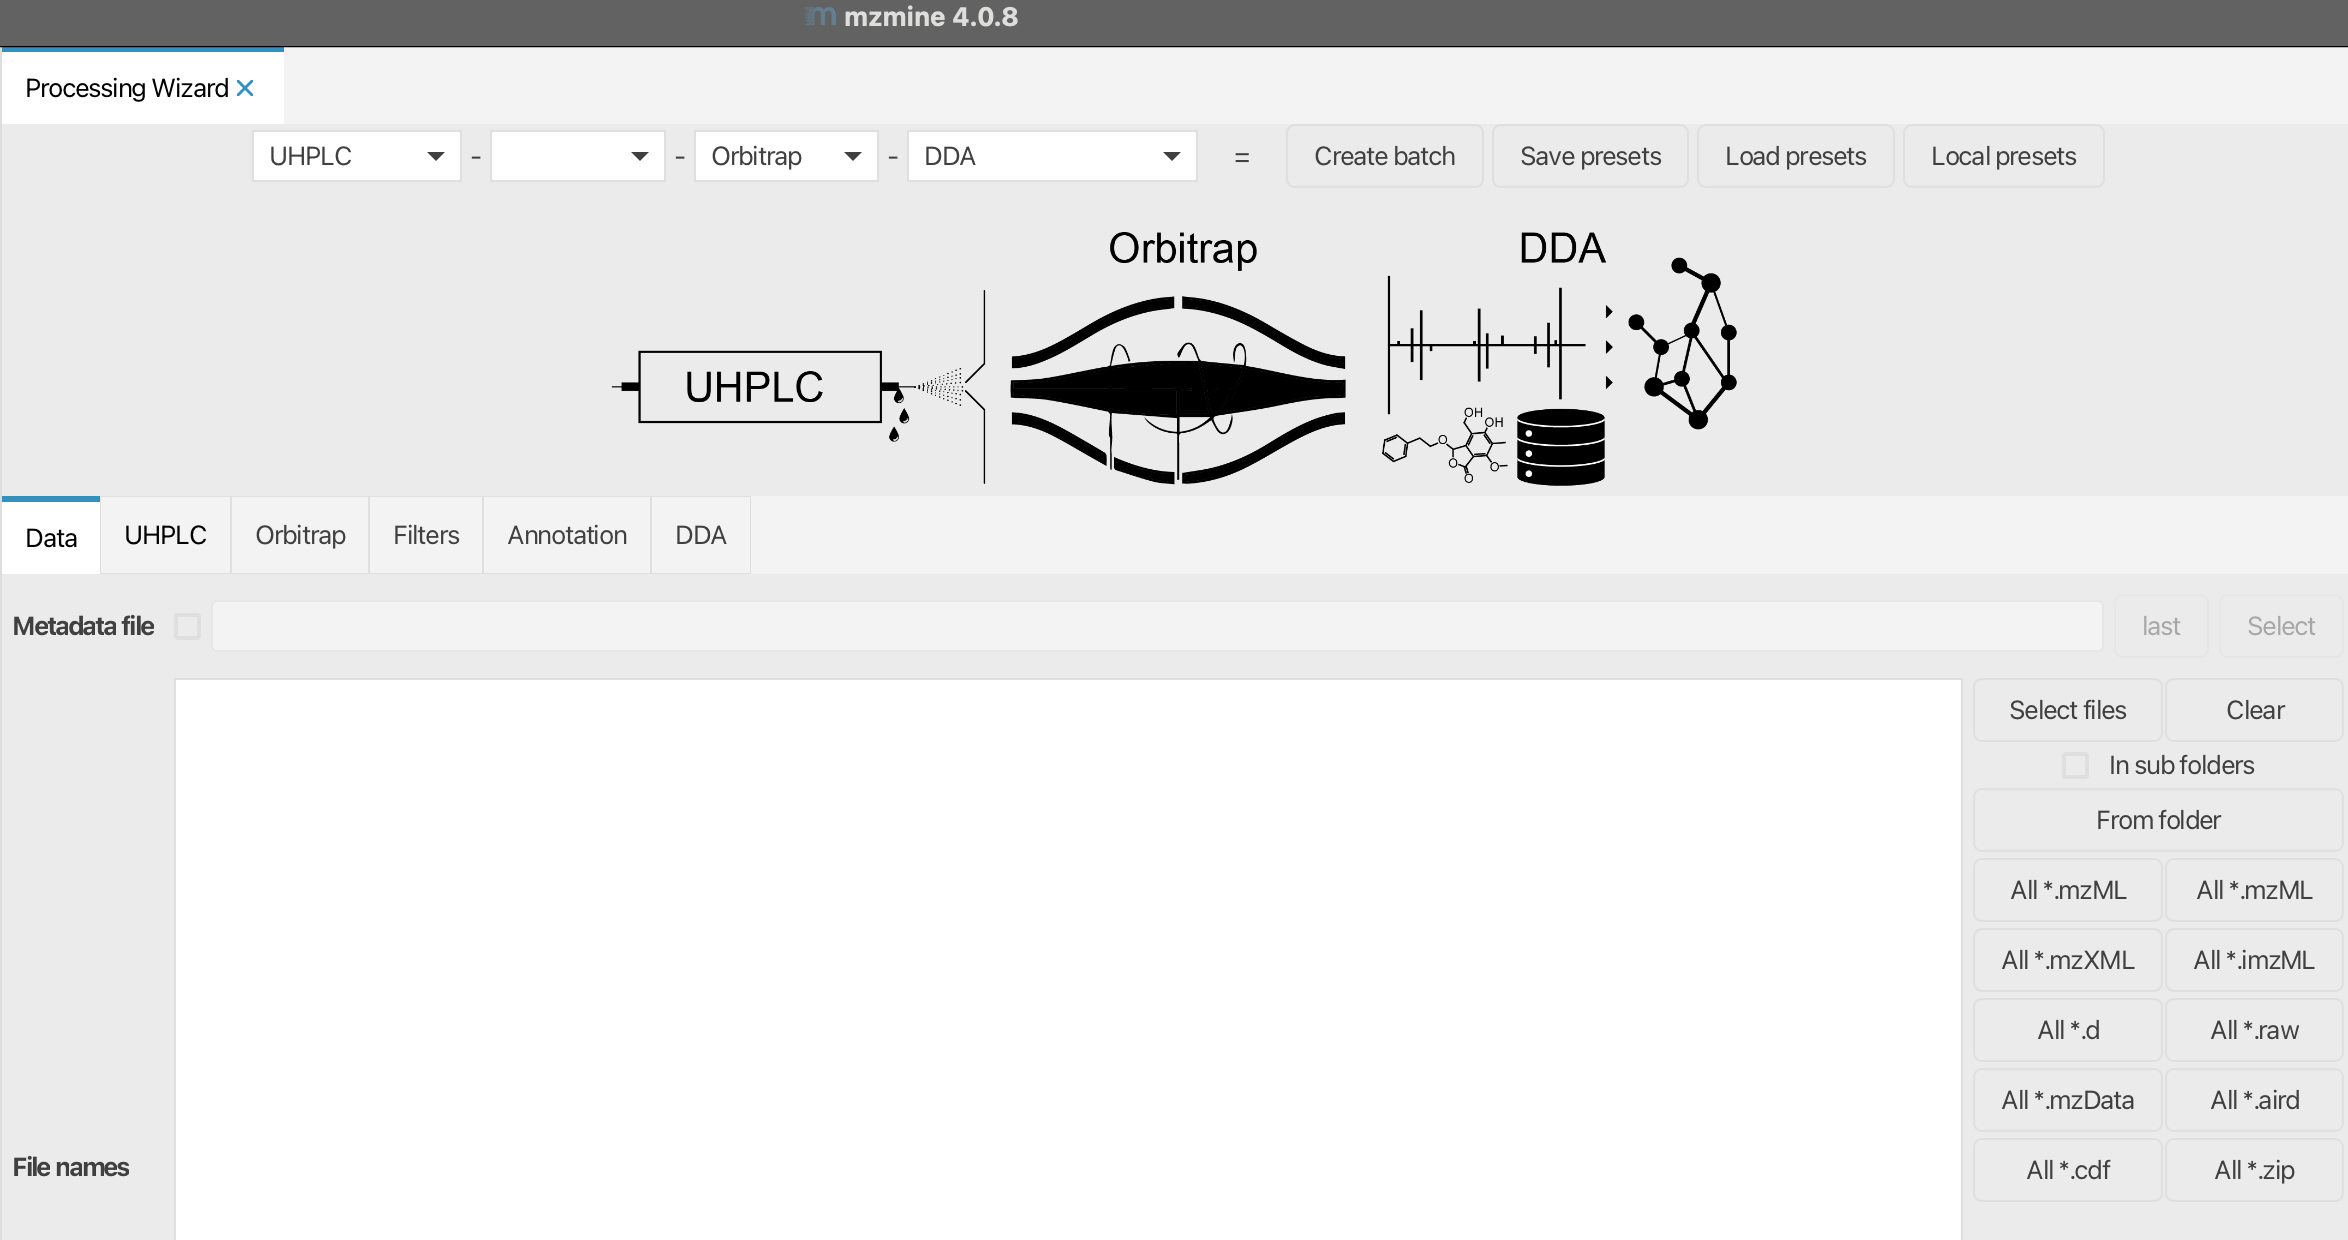 mzmine 4.0.8
Processing Wizard
UHPLC - - Orbitrap - DDA = Create batch Save presets Load presets Local presets
Orbitrap DDA
UHPLC
OH
OH
O
O
O
O
Data UHPLC Orbitrap Filters Annotation DDA
Metadata file last Select
Select files Clear
In sub folders
From folder
All *.mzML All *.mzML
All *.mzXML All *.imzML
All *.d All *.raw
All *.mzData All *.aird
File names All *.cdf All *.zip